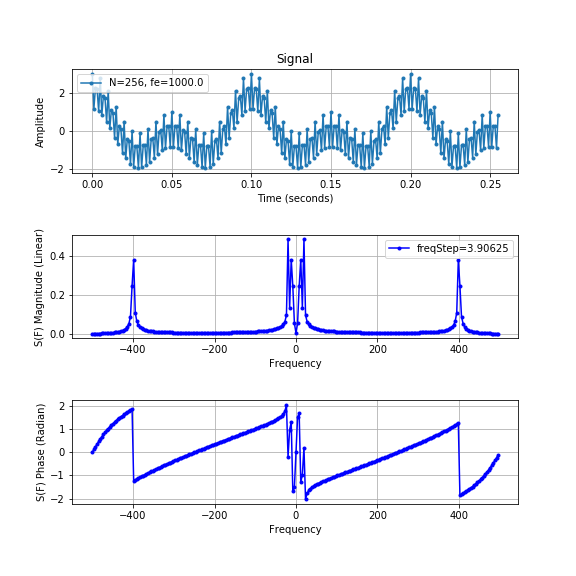 Signal
N=256, fe=1000.0
Amplitude
2
0
−2
0.00 0.05 0.10 0.15 0.20 0.25
Time (seconds)
freqStep=3.90625
S(F) Magnitude (Linear)
0.4
0.2
0.0
−400 −200 0 200 400
Frequency
S(F) Phase (Radian)
2
1
0
−1
−2
−400 −200 0 200 400
Frequency